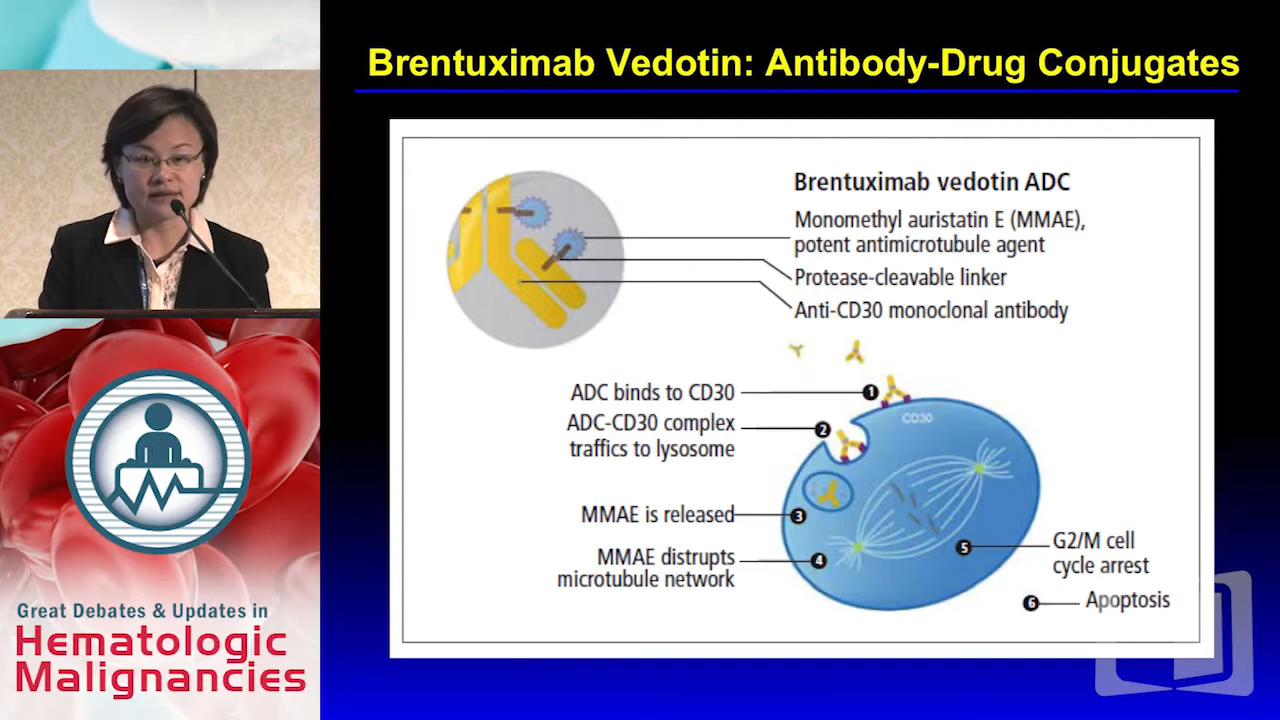 Brentuximab Vedotin: Antibody-Drug Conjugates
Brentuximab vedotin ADC
Monomethyl auristatin E (MMAE),
potent antimicrotubule agent
Protease-cleavable linker
Anti-CD30 monoclonal antibody
ADC binds to CD30
1
CD30
ADC-CD30 complex
traffics to lysosome
2
MMAE is released
3
MMAE distrupts
microtubule network
4
5
G2/M cell
cycle arrest
6
Apoptosis
Great Debates & Updates in
Hematologic
Malignancies